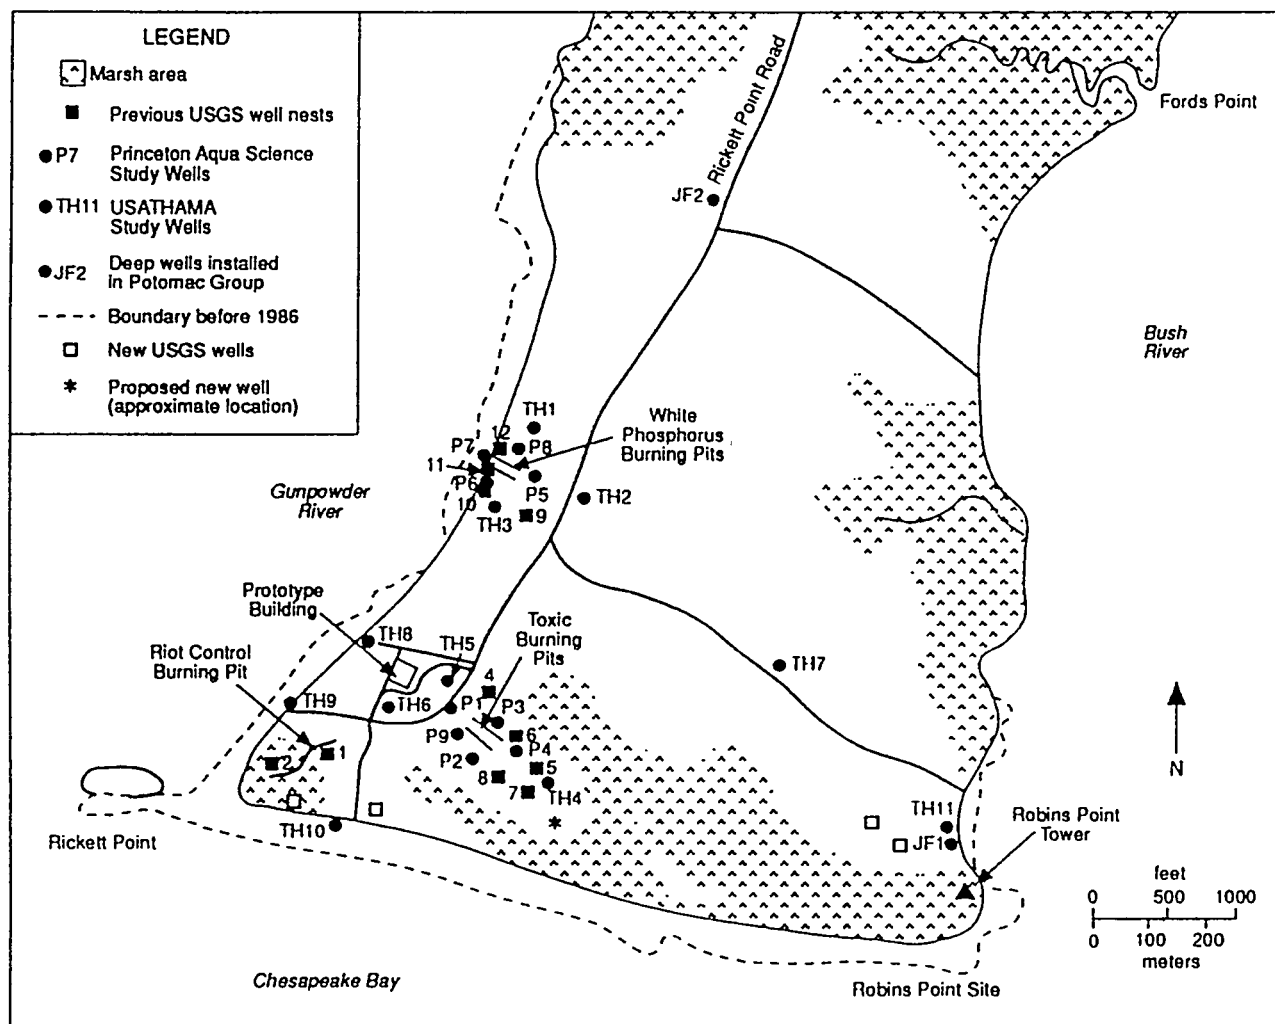 LEGEND
Marsh area
Previous USGS well nests
P7 Princeton Aqua Science
Study Wells
TH11 USATHAMA
Study Wells
JF2 Deep wells installed
in Potomac Group
Boundary before 1986
New USGS wells
Proposed new well
(approximate location)
Rickett Point Road
Fords Point
JF2
Bush
River
TH1
White
Phosphorus
Burning Pits
12
P7
P8
11
P6
P5
10
TH3
9
TH2
Gunpowder
River
Prototype
Building
TH8
TH5
Toxic
Burning
Pits
Riot Control
Burning Pit
TH7
4
TH9
TH6
P1
P3
P9
6
1
P4
2
P2
5
8
7
TH4
N
TH10
TH11
Robins Point
Tower
Rickett Point
JF1
feet
0 500 1000
0 100 200
meters
Chesapeake Bay
Robins Point Site